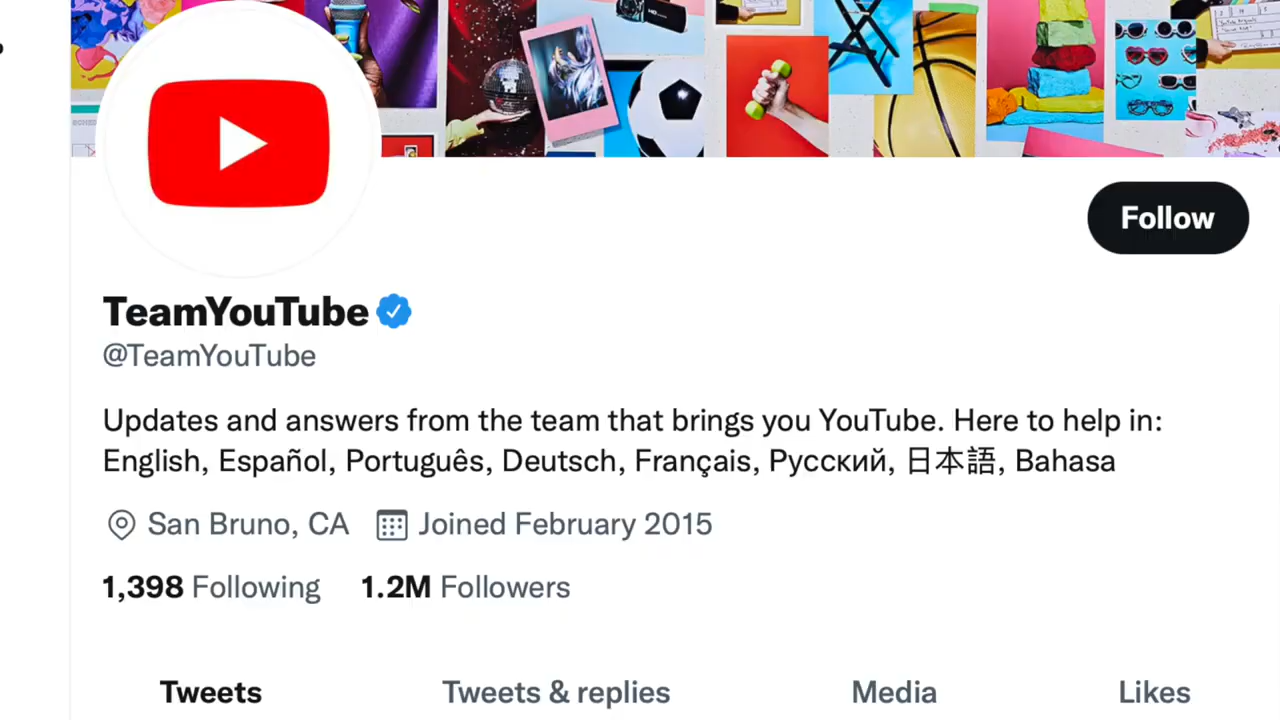 Follow
TeamYouTube
@TeamYouTube
Updates and answers from the team that brings you YouTube. Here to help in:
English, Español, Português, Deutsch, Français, Русский, 日本語, Bahasa
San Bruno, CA Joined February 2015
1,398 Following 1.2M Followers
Tweets Tweets & replies Media Likes